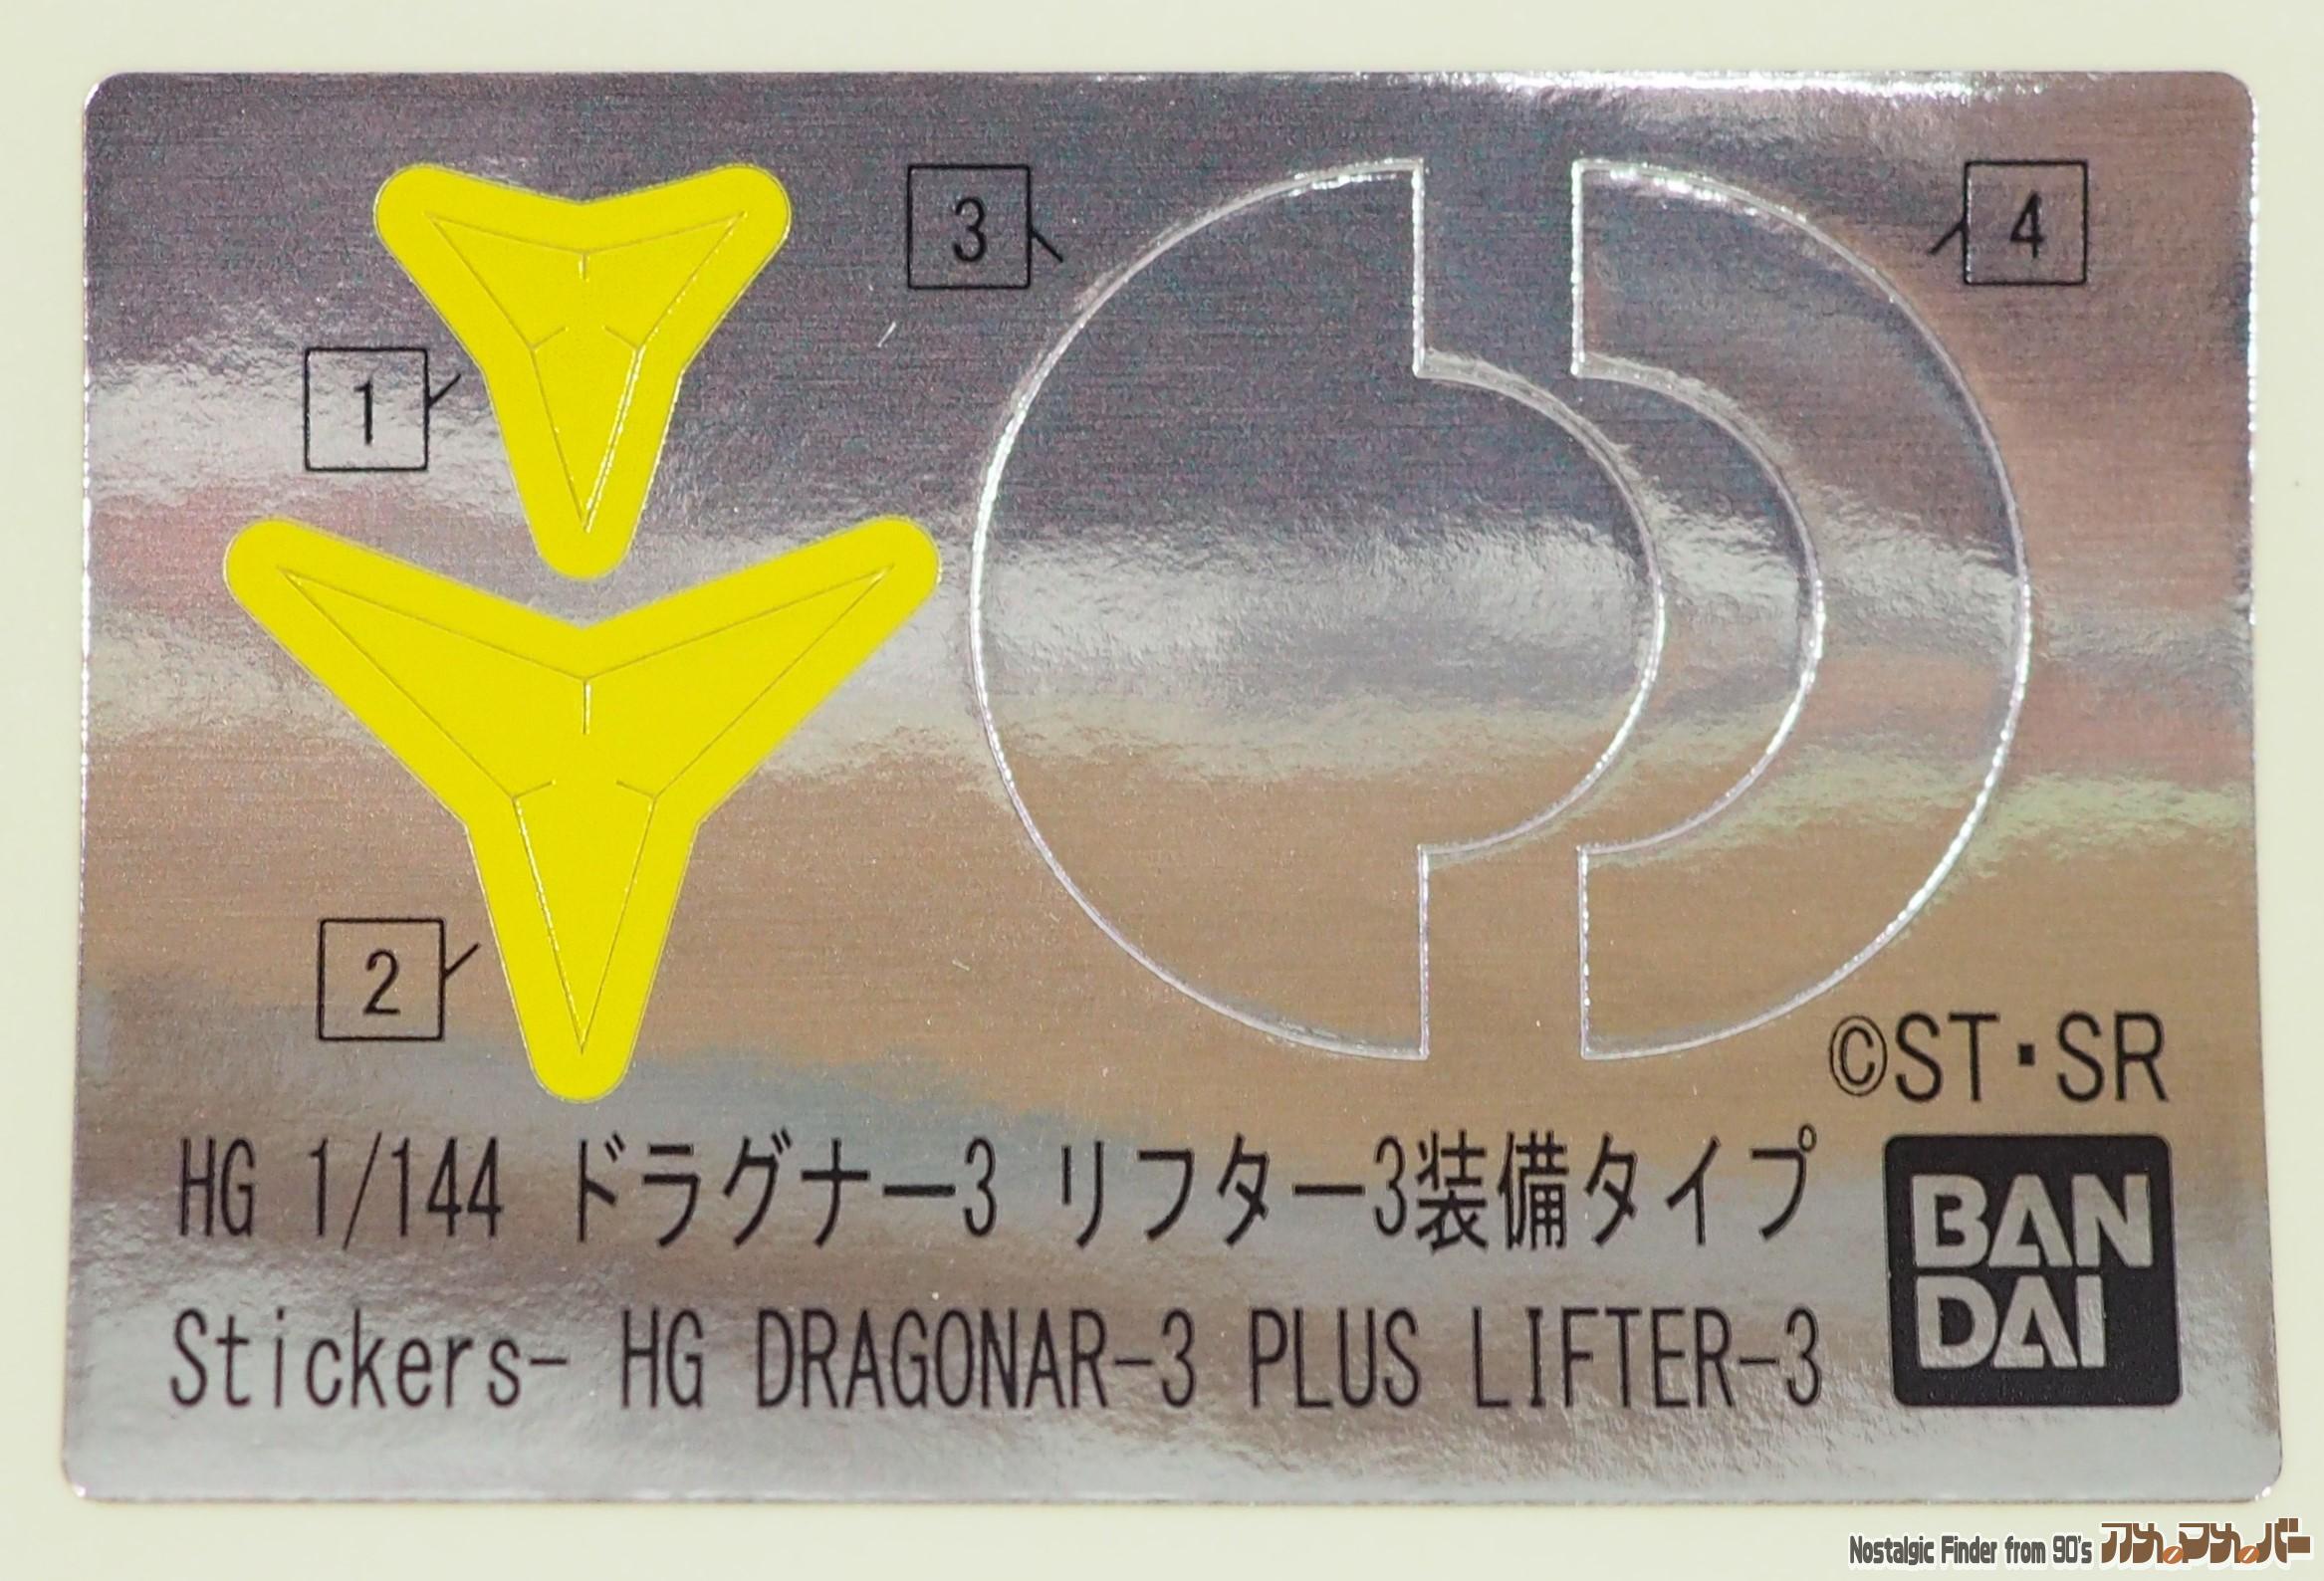 1
2
3
4
©ST・SR
HG 1/144 ドラグナー3 リフター3装備タイプ
Stickers- HG DRAGONAR-3 PLUS LIFTER-3
BAN
DAI
Nostalgic Finder from 90's